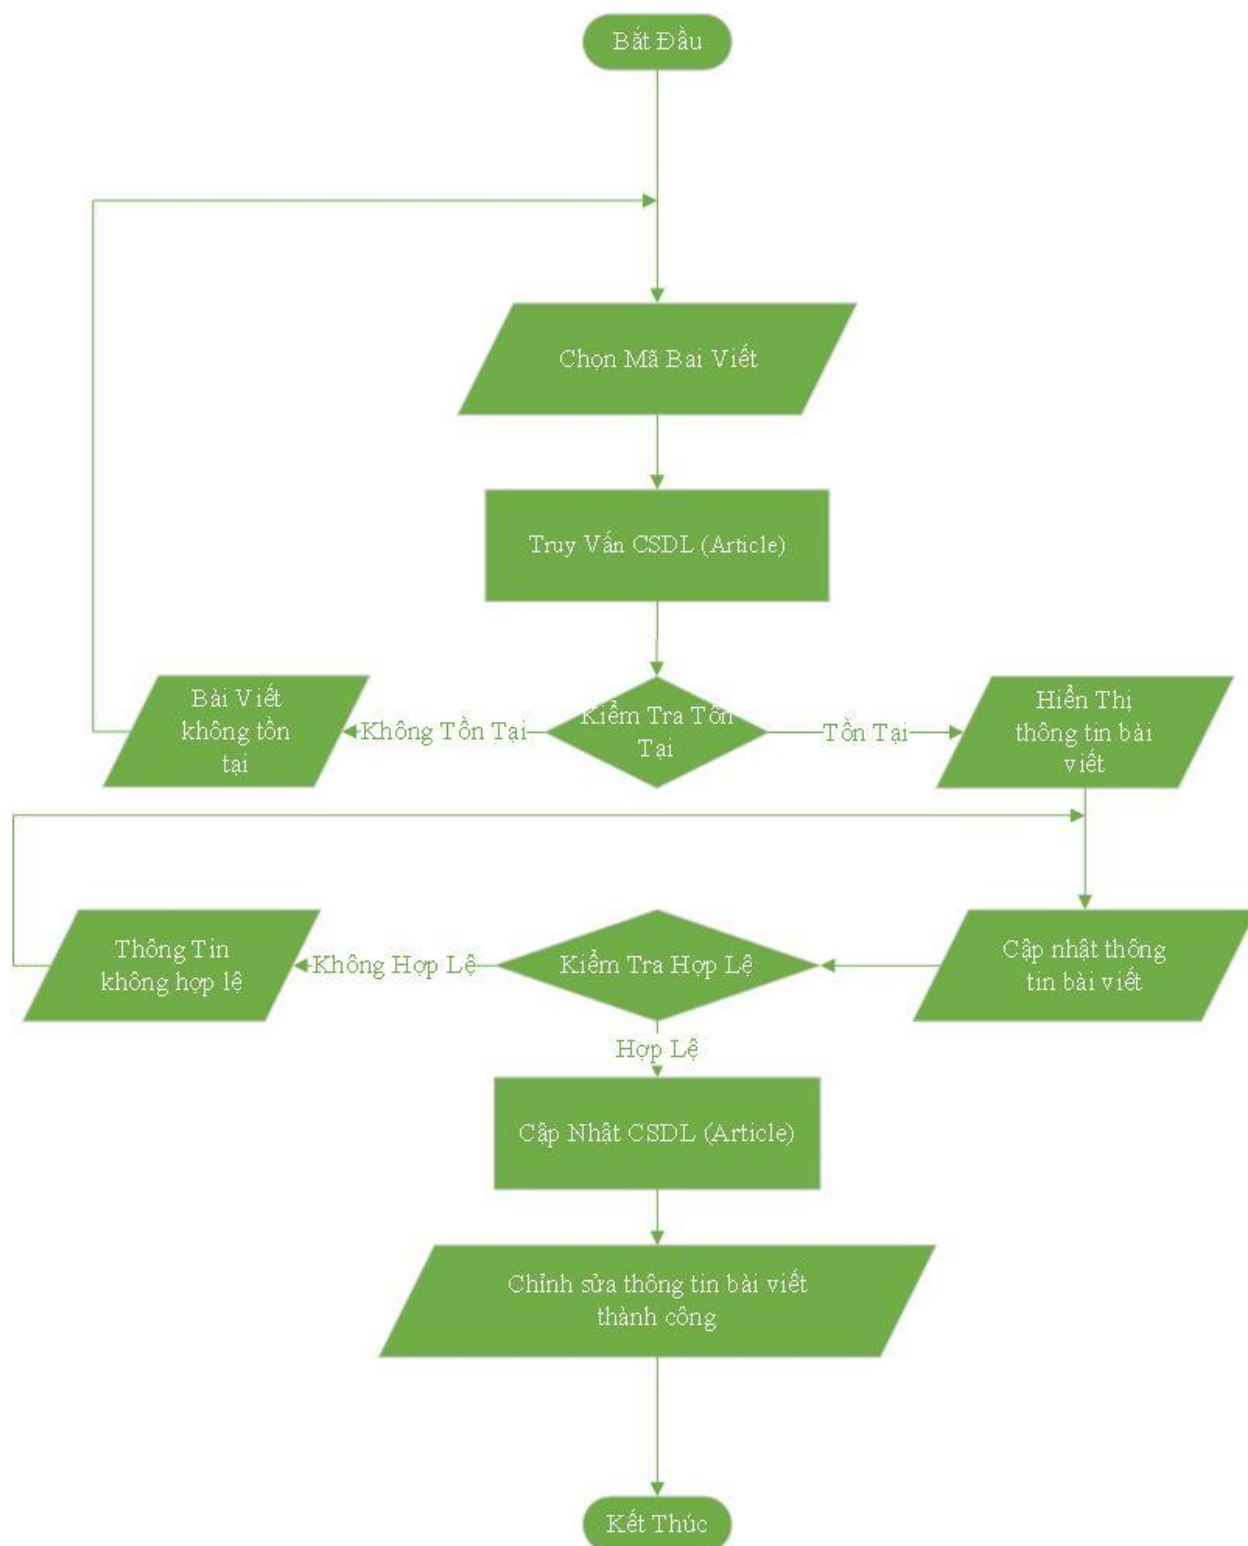 Bắt Đầu
Chọn Mã Bai Viết
Truy Vấn CSDL (Article)
Bài Viết
không tồn
tại
Không Tồn Tại
Kiểm Tra Tồn
Tại
Tồn Tại
Hiển Thị
thông tin bài
viết
Thông Tin
không hợp lệ
Không Hợp Lệ
Kiểm Tra Hợp Lệ
Cập nhật thông
tin bài viết
Hợp Lệ
Cập Nhật CSDL (Article)
Chỉnh sửa thông tin bài viết
thành công
Kết Thúc